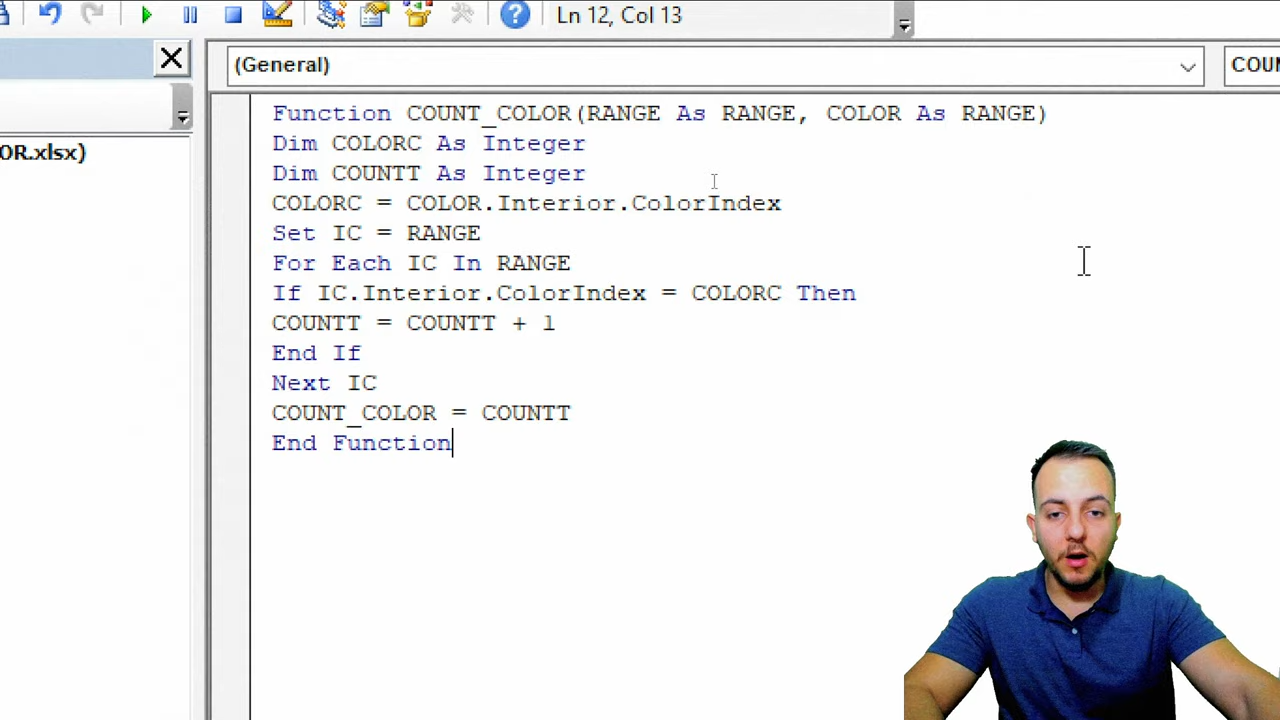 Ln 12, Col 13
(General)
COUN
OR.xlsx)
Function COUNT_COLOR(RANGE As RANGE, COLOR As RANGE)
Dim COLORC As Integer
Dim COUNTT As Integer
COLORC = COLOR.Interior.ColorIndex
Set IC = RANGE
For Each IC In RANGE
If IC.Interior.ColorIndex = COLORC Then
COUNTT = COUNTT + 1
End If
Next IC
COUNT_COLOR = COUNTT
End Function